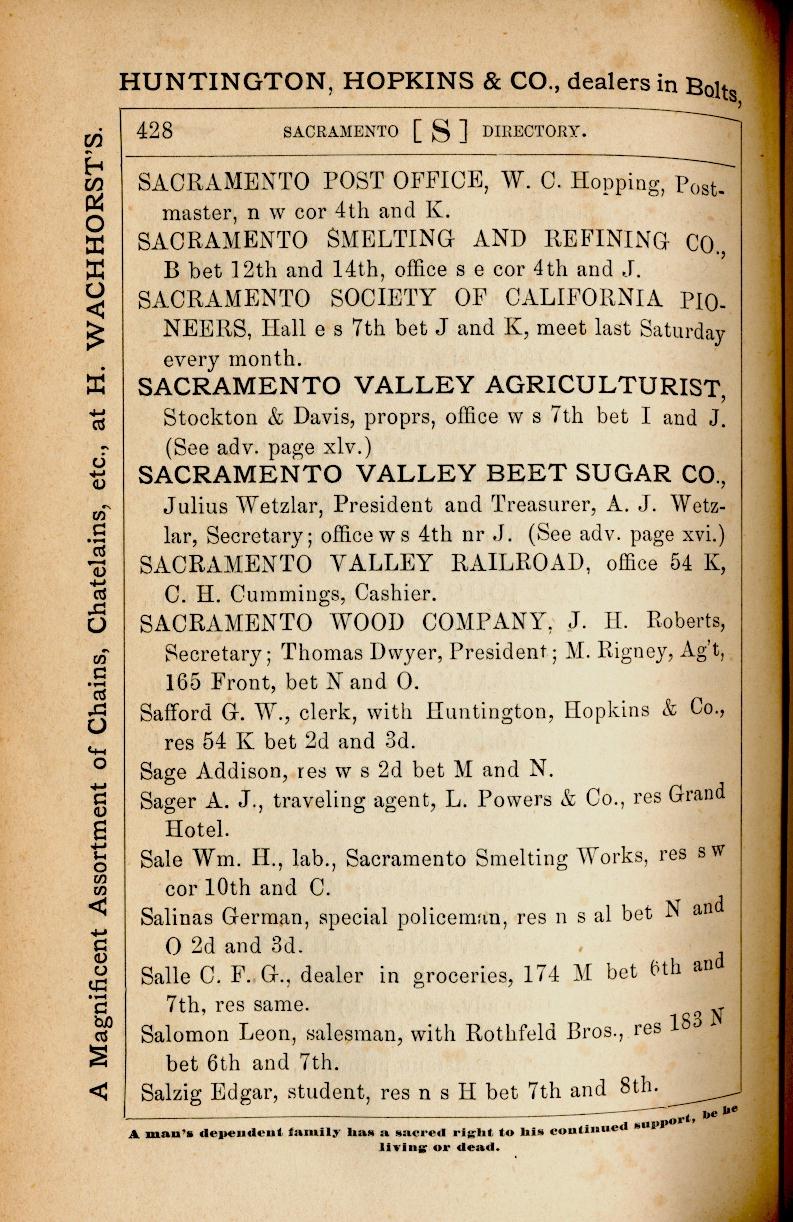 HUNTINGTON, HOPKINS & CO., dealers in Bolts,
428 SACRAMENTO [ S ] DIRECTORY.
SACRAMENTO POST OFFICE, W. C. Hopping, Post-
master, n w cor 4th and K.
SACRAMENTO SMELTING AND REFINING CO.,
B bet 12th and 14th, office s e cor 4th and J.
SACRAMENTO SOCIETY OF CALIFORNIA PIO-
NEERS, Hall e s 7th bet J and K, meet last Saturday
every month.
SACRAMENTO VALLEY AGRICULTURIST,
Stockton & Davis, proprs, office w s 7th bet I and J.
(See adv. page xlv.)
SACRAMENTO VALLEY BEET SUGAR CO.,
Julius Wetzlar, President and Treasurer, A. J. Wetz-
lar, Secretary; office w s 4th nr J. (See adv. page xvi.)
SACRAMENTO VALLEY RAILROAD, office 54 K,
C. H. Cummings, Cashier.
SACRAMENTO WOOD COMPANY, J. H. Roberts,
Secretary; Thomas Dwyer, President; M. Rigney, Ag't,
165 Front, bet N and O.
Safford G. W., clerk, with Huntington, Hopkins & Co.,
res 54 K bet 2d and 3d.
Sage Addison, res w s 2d bet M and N.
Sager A. J., traveling agent, L. Powers & Co., res Grand
Hotel.
Sale Wm. H., lab., Sacramento Smelting Works, res s w
cor 10th and C.
Salinas German, special policeman, res n s al bet N and
O 2d and 3d.
Salle C. F. G., dealer in groceries, 174 M bet 6th and
7th, res same.
Salomon Leon, salesman, with Rothfeld Bros., res 183 N
bet 6th and 7th.
Salzig Edgar, student, res n s H bet 7th and 8th.
A man's dependent family has a sacred right to his continued support, be he
living or dead.
A Magnificent Assortment of Chains, Chatelains, etc., at H. WACHHORST'S.